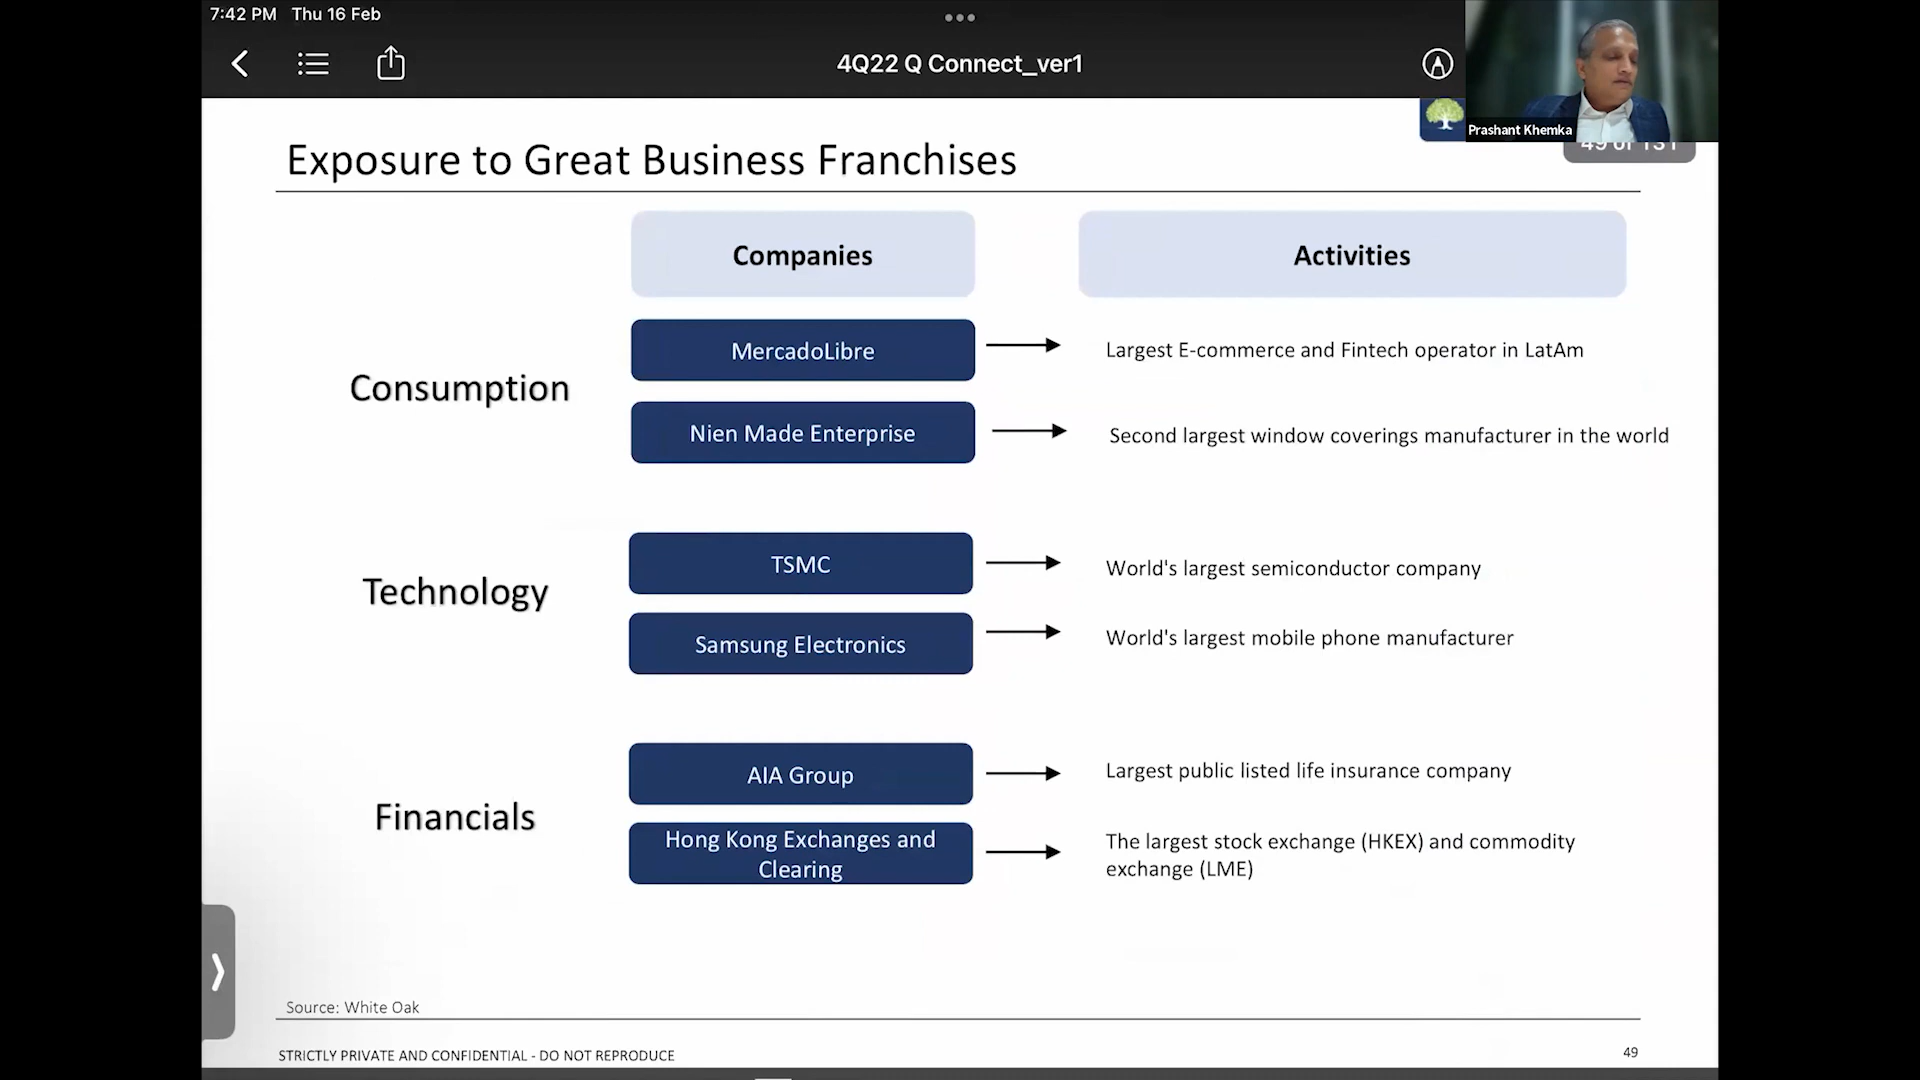 7:42 PM Thu 16 Feb
4Q22 Q Connect_ver1
Prashant Khemka
49 of 131
Exposure to Great Business Franchises
Companies
Activities
Consumption
MercadoLibre
Largest E-commerce and Fintech operator in LatAm
Nien Made Enterprise
Second largest window coverings manufacturer in the world
Technology
TSMC
World's largest semiconductor company
Samsung Electronics
World's largest mobile phone manufacturer
Financials
AIA Group
Largest public listed life insurance company
Hong Kong Exchanges and
Clearing
The largest stock exchange (HKEX) and commodity
exchange (LME)
Source: White Oak
STRICTLY PRIVATE AND CONFIDENTIAL - DO NOT REPRODUCE
49